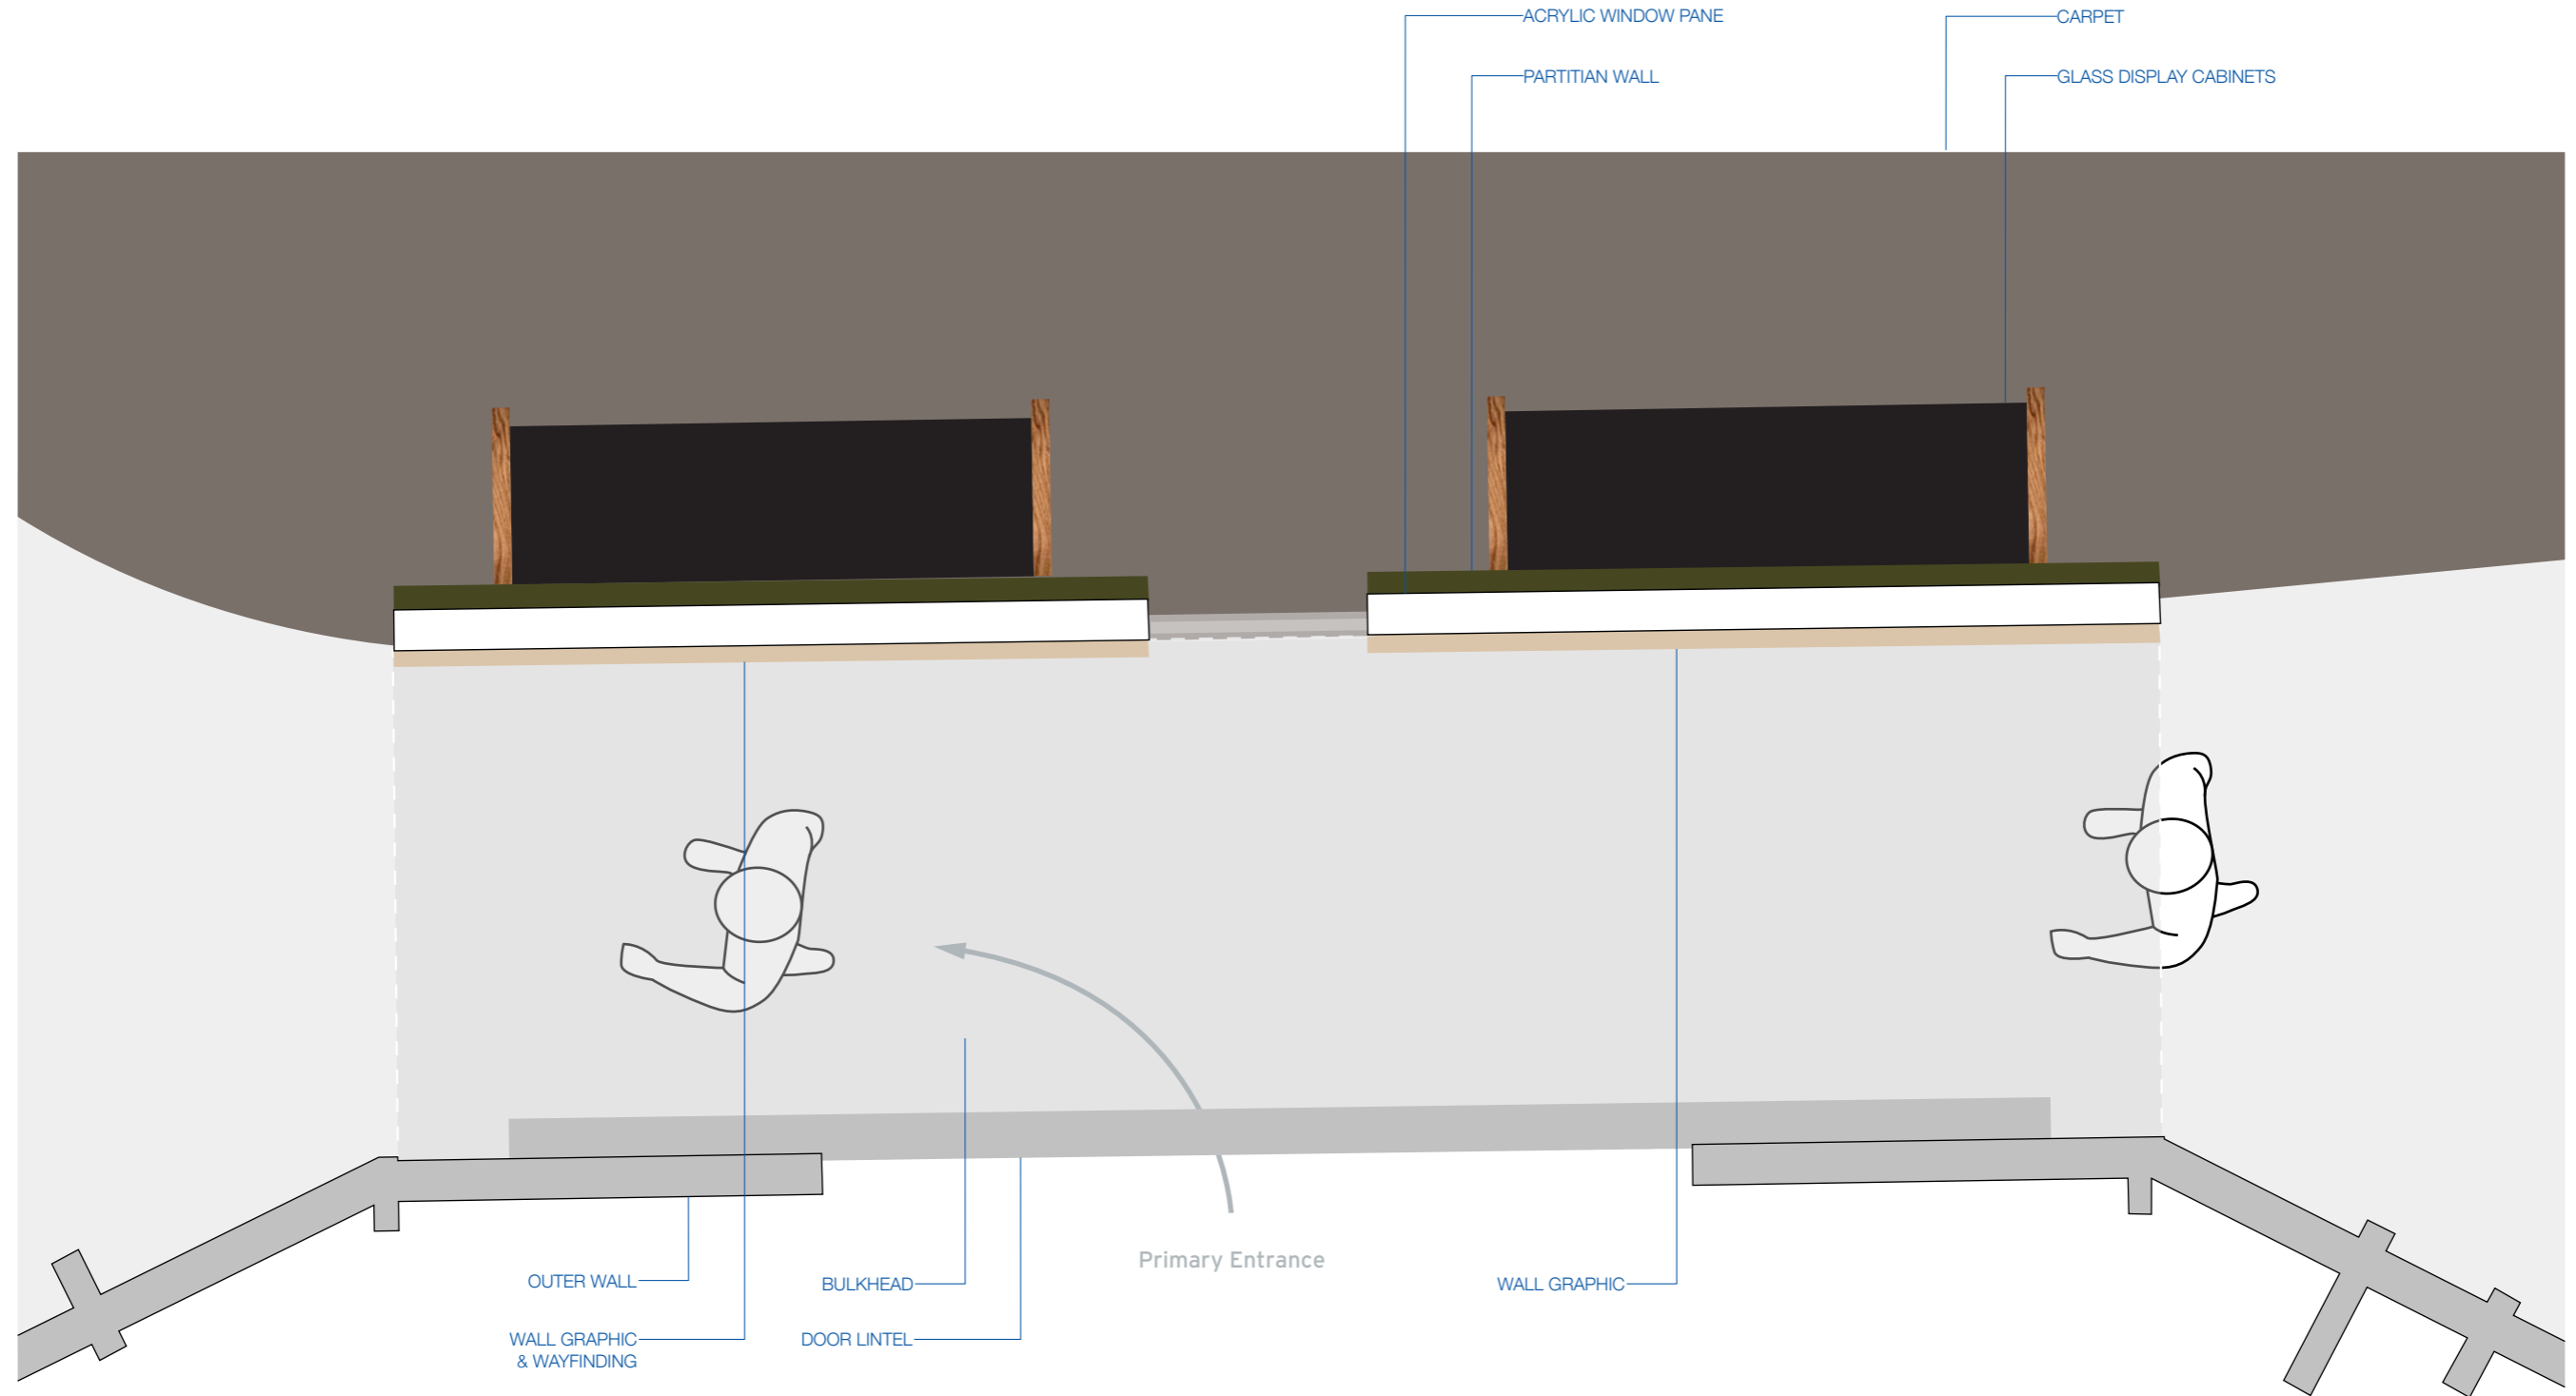 ACRYLIC WINDOW PANE
CARPET
PARTITIAN WALL
GLASS DISPLAY CABINETS
Primary Entrance
OUTER WALL
BULKHEAD
WALL GRAPHIC
WALL GRAPHIC
& WAYFINDING
DOOR LINTEL